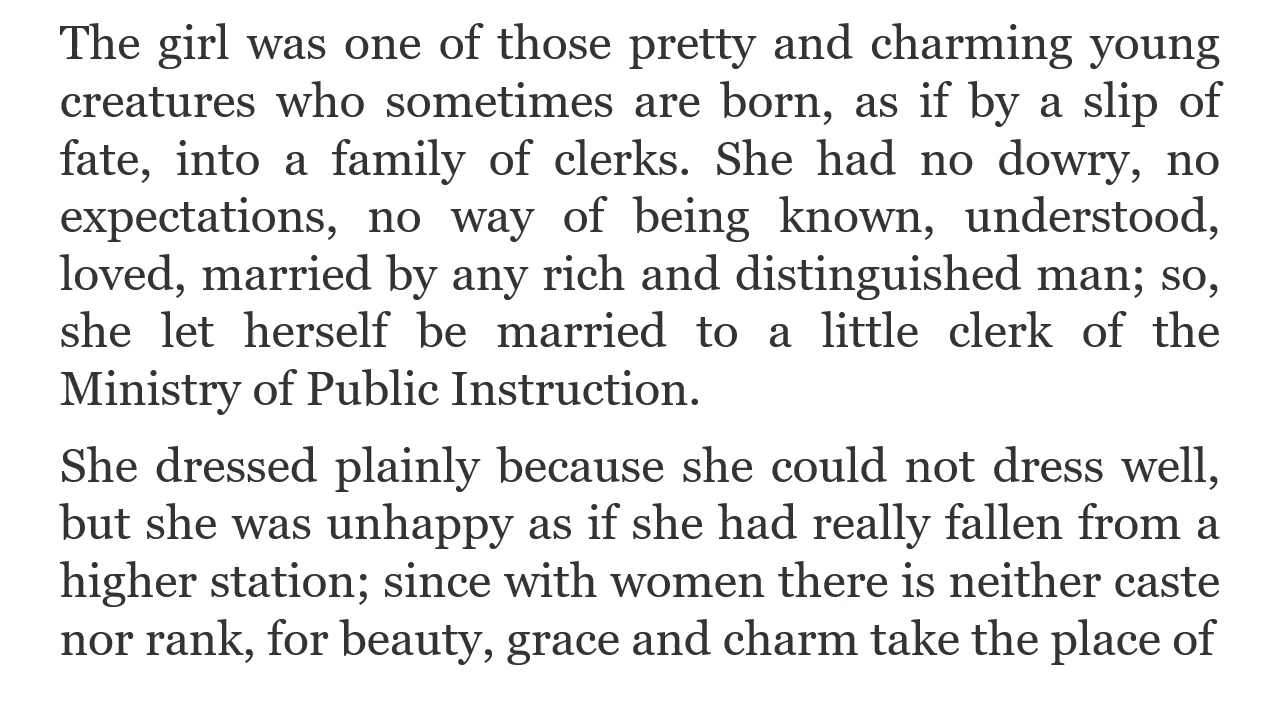 The girl was one of those pretty and charming young
creatures who sometimes are born, as if by a slip of
fate, into a family of clerks. She had no dowry, no
expectations, no way of being known, understood,
loved, married by any rich and distinguished man; so,
she let herself be married to a little clerk of the
Ministry of Public Instruction.
She dressed plainly because she could not dress well,
but she was unhappy as if she had really fallen from a
higher station; since with women there is neither caste
nor rank, for beauty, grace and charm take the place of